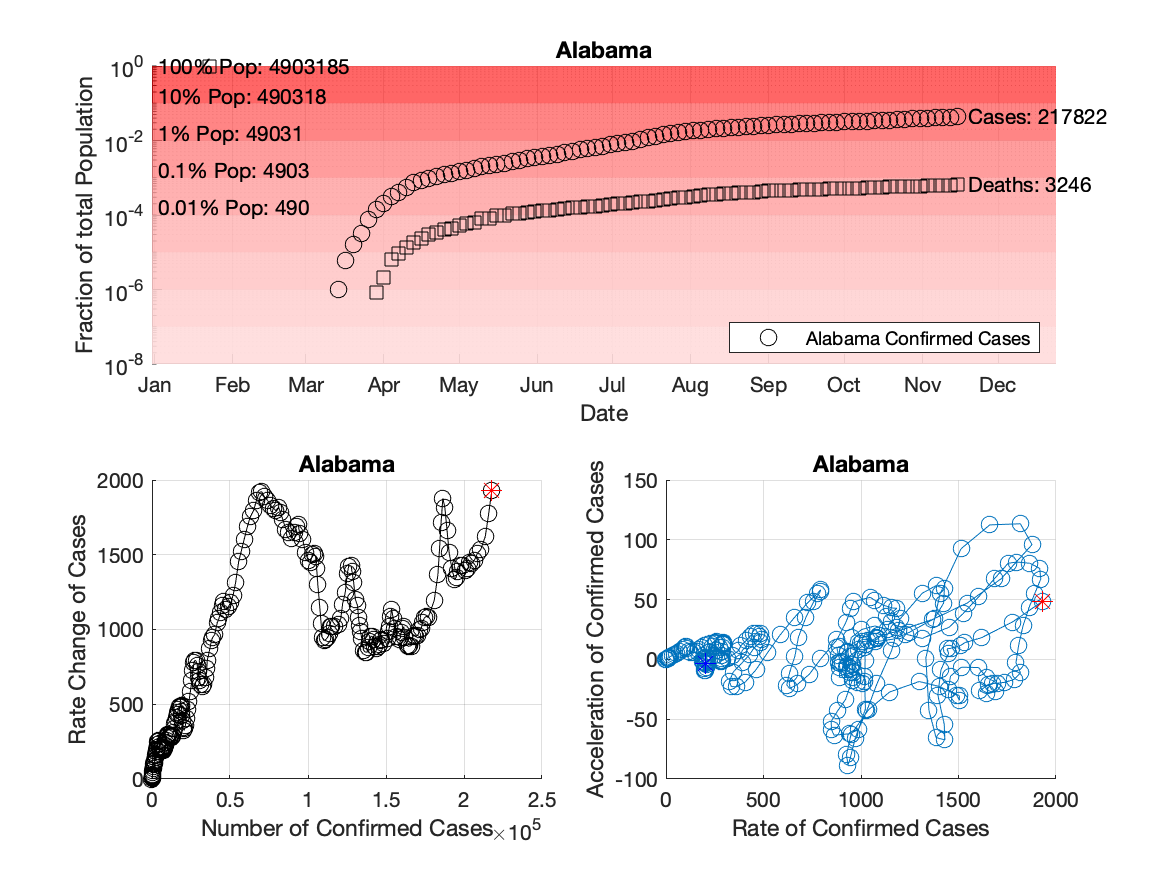 Alabama
Fraction of total Population
10^0
10^-2
10^-4
10^-6
10^-8
100% Pop: 4903185
10% Pop: 490318
1% Pop: 49031
0.1% Pop: 4903
0.01% Pop: 490
Cases: 217822
Deaths: 3246
Alabama Confirmed Cases
Jan Feb Mar Apr May Jun Jul Aug Sep Oct Nov Dec
Date
Alabama
Rate Change of Cases
2000
1500
1000
500
0
0 0.5 1 1.5 2 2.5
Number of Confirmed Cases ×10^5
Alabama
Acceleration of Confirmed Cases
150
100
50
0
-50
-100
0 500 1000 1500 2000
Rate of Confirmed Cases